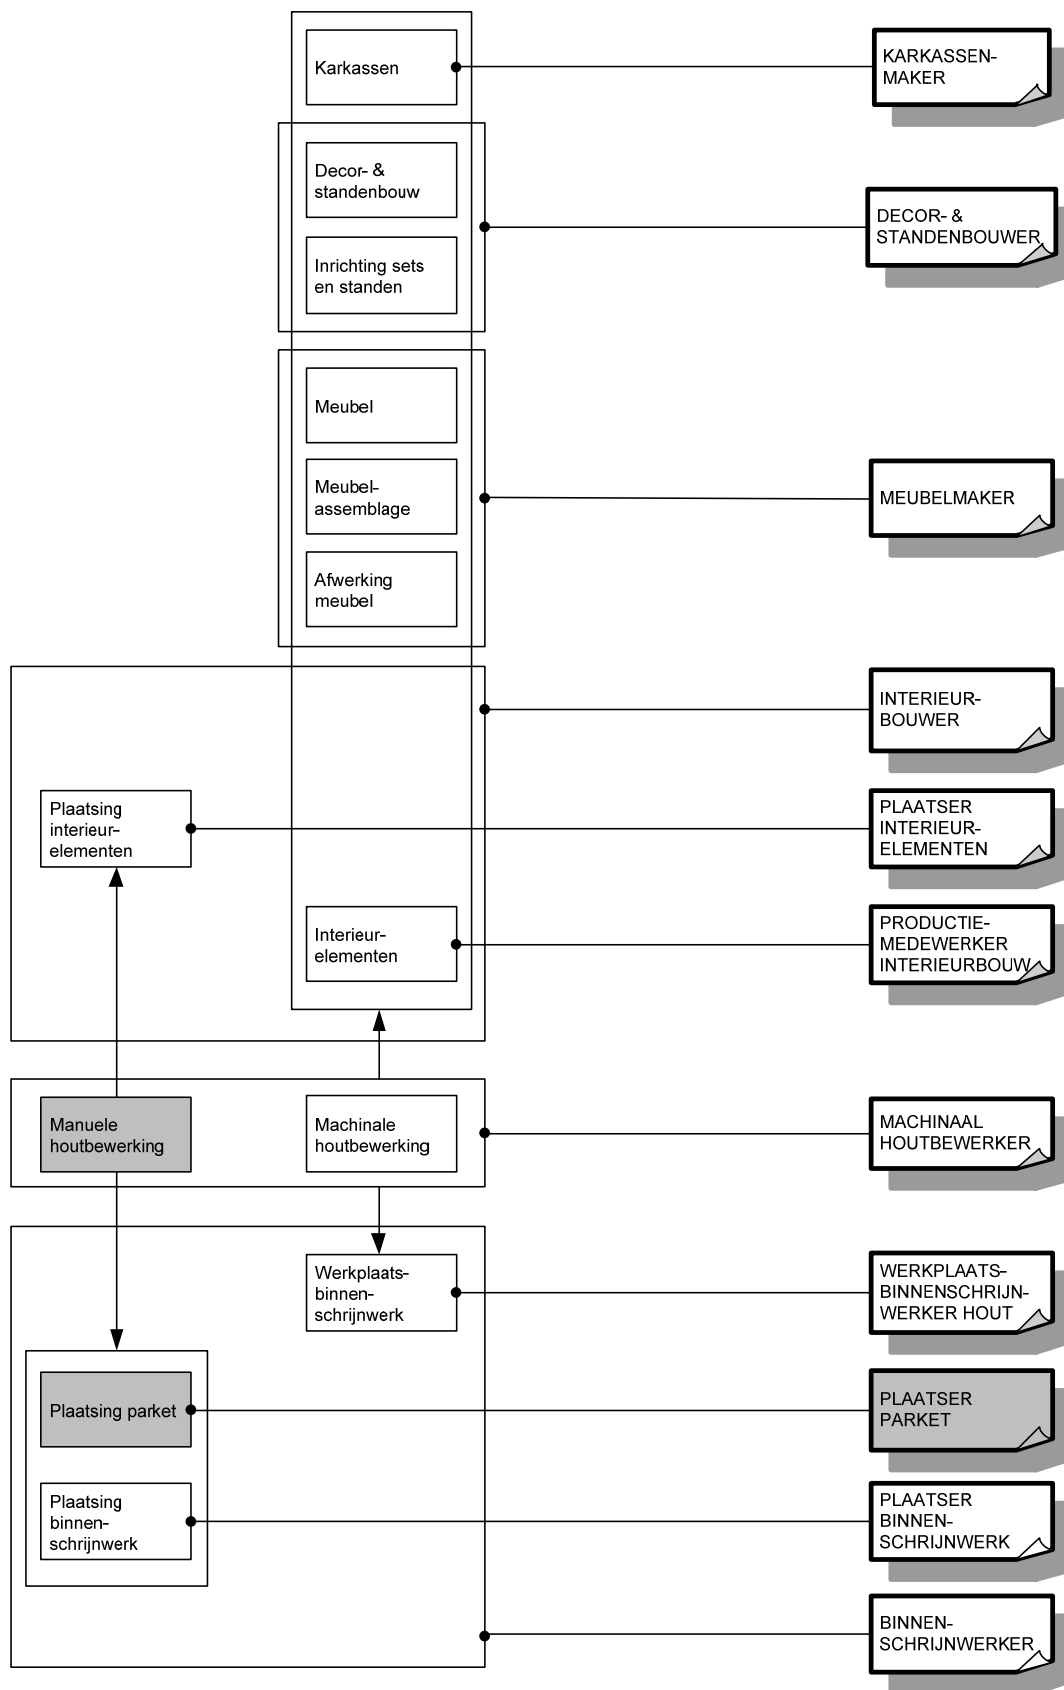 Karkassen
KARKASSEN-
MAKER
Decor- &
standenbouw
Inrichting sets
en standen
DECOR- &
STANDENBOUWER
Meubel
Meubel-
assemblage
Afwerking
meubel
MEUBELMAKER
INTERIEUR-
BOUWER
Plaatsing
interieur-
elementen
PLAATSER
INTERIEUR-
ELEMENTEN
Interieur-
elementen
PRODUCTIE-
MEDEWERKER
INTERIEURBOUW
Manuele
houtbewerking
Machinale
houtbewerking
MACHINAAL
HOUTBEWERKER
Werkplaats-
binnen-
schrijnwerk
WERKPLAATS-
BINNENSCHRIJN-
WERKER HOUT
Plaatsing parket
PLAATSER
PARKET
Plaatsing
binnen-
schrijnwerk
PLAATSER
BINNEN-
SCHRIJNWERK
BINNEN-
SCHRIJNWERKER